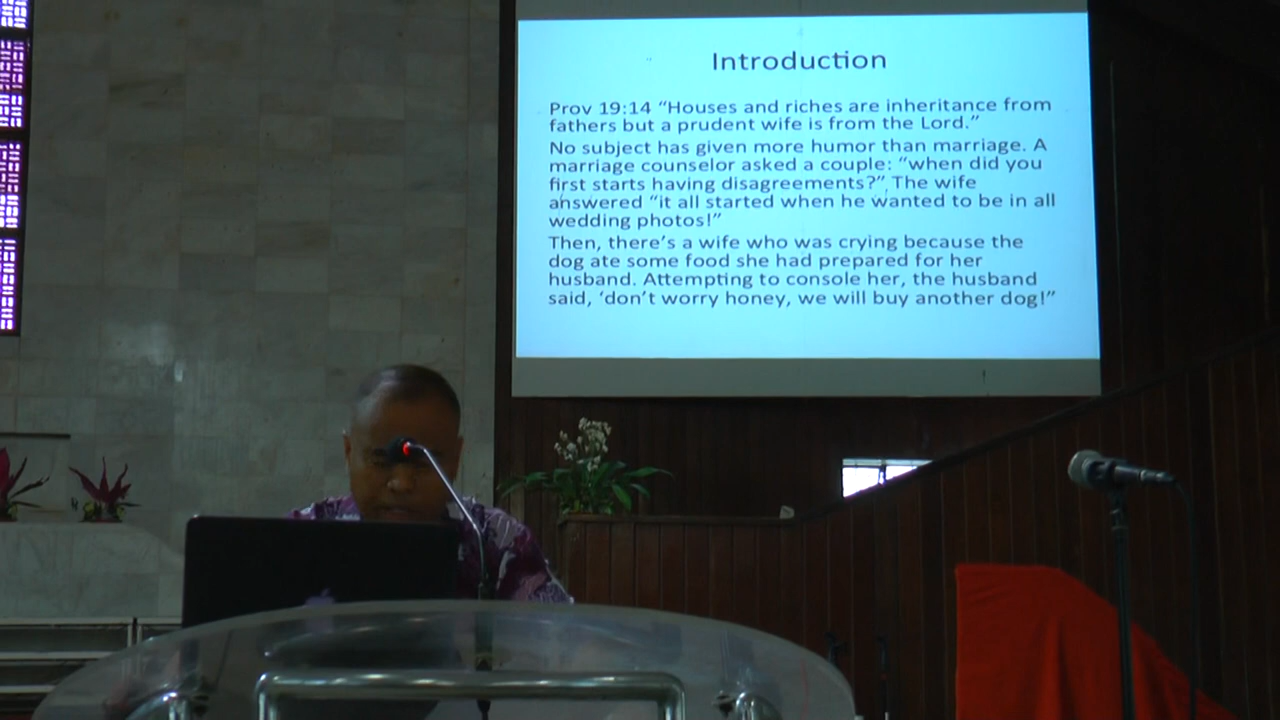 Introduction
Prov 19:14 “Houses and riches are inheritance from
fathers but a prudent wife is from the Lord.”
No subject has given more humor than marriage. A
marriage counselor asked a couple: “when did you
first starts having disagreements?” The wife
answered “it all started when he wanted to be in all
wedding photos!”
Then, there’s a wife who was crying because the
dog ate some food she had prepared for her
husband. Attempting to console her, the husband
said, ‘don’t worry honey, we will buy another dog!”